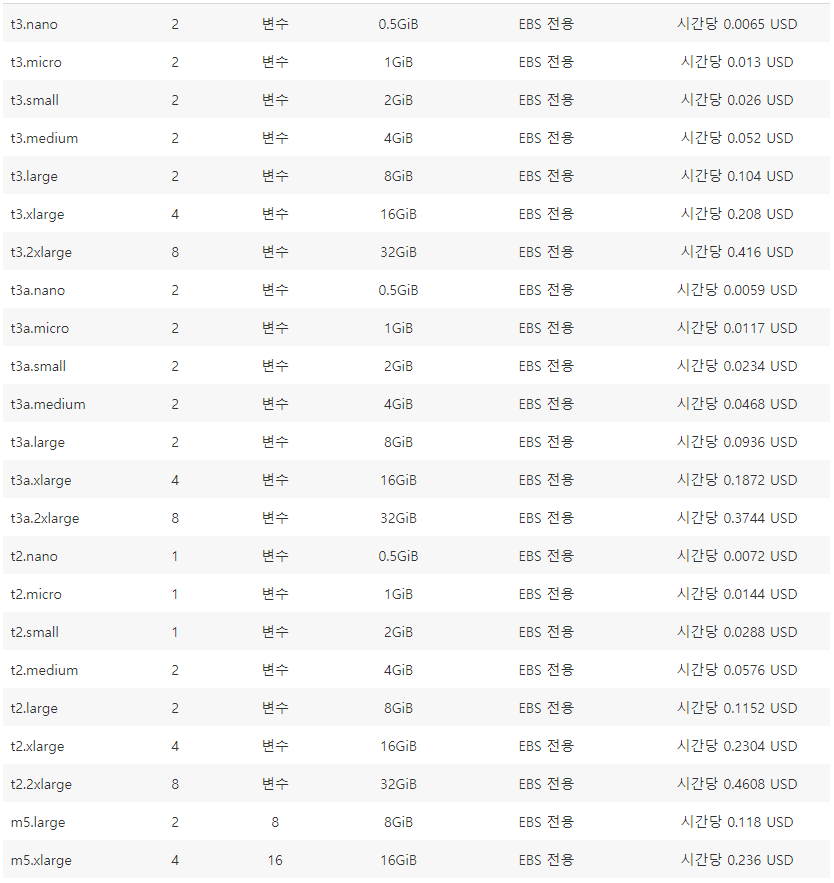 t3.nano 2 변수 0.5GiB EBS 전용 시간당 0.0065 USD
t3.micro 2 변수 1GiB EBS 전용 시간당 0.013 USD
t3.small 2 변수 2GiB EBS 전용 시간당 0.026 USD
t3.medium 2 변수 4GiB EBS 전용 시간당 0.052 USD
t3.large 2 변수 8GiB EBS 전용 시간당 0.104 USD
t3.xlarge 4 변수 16GiB EBS 전용 시간당 0.208 USD
t3.2xlarge 8 변수 32GiB EBS 전용 시간당 0.416 USD
t3a.nano 2 변수 0.5GiB EBS 전용 시간당 0.0059 USD
t3a.micro 2 변수 1GiB EBS 전용 시간당 0.0117 USD
t3a.small 2 변수 2GiB EBS 전용 시간당 0.0234 USD
t3a.medium 2 변수 4GiB EBS 전용 시간당 0.0468 USD
t3a.large 2 변수 8GiB EBS 전용 시간당 0.0936 USD
t3a.xlarge 4 변수 16GiB EBS 전용 시간당 0.1872 USD
t3a.2xlarge 8 변수 32GiB EBS 전용 시간당 0.3744 USD
t2.nano 1 변수 0.5GiB EBS 전용 시간당 0.0072 USD
t2.micro 1 변수 1GiB EBS 전용 시간당 0.0144 USD
t2.small 1 변수 2GiB EBS 전용 시간당 0.0288 USD
t2.medium 2 변수 4GiB EBS 전용 시간당 0.0576 USD
t2.large 2 변수 8GiB EBS 전용 시간당 0.1152 USD
t2.xlarge 4 변수 16GiB EBS 전용 시간당 0.2304 USD
t2.2xlarge 8 변수 32GiB EBS 전용 시간당 0.4608 USD
m5.large 2 8 8GiB EBS 전용 시간당 0.118 USD
m5.xlarge 4 16 16GiB EBS 전용 시간당 0.236 USD